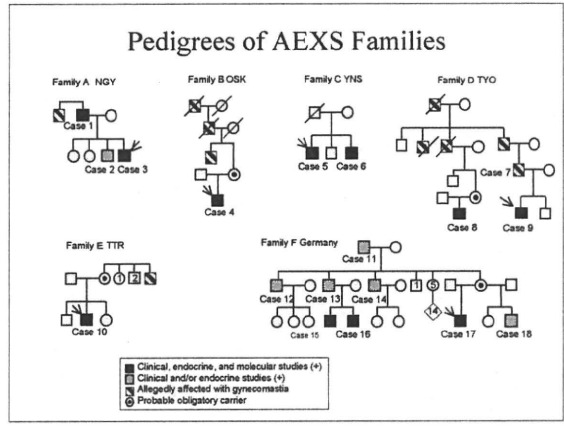 Pedigrees of AEXS Families
Family A NGY
Family B OSK
Family C YNS
Family D TYO
Case 1
Case 2 Case 3
Case 4
Case 5
Case 6
Case 7
Case 8
Case 9
Family E TTR
1 2
Case 10
Family F Germany
Case 11
1 5
Case 12 Case 13 Case 14
14
Case 15
Case 16
Case 17
Case 18
Clinical, endocrine, and molecular studies (+)
Clinical and/or endocrine studies (+)
Allegedly affected with gynecomastia
Probable obligatory carrier